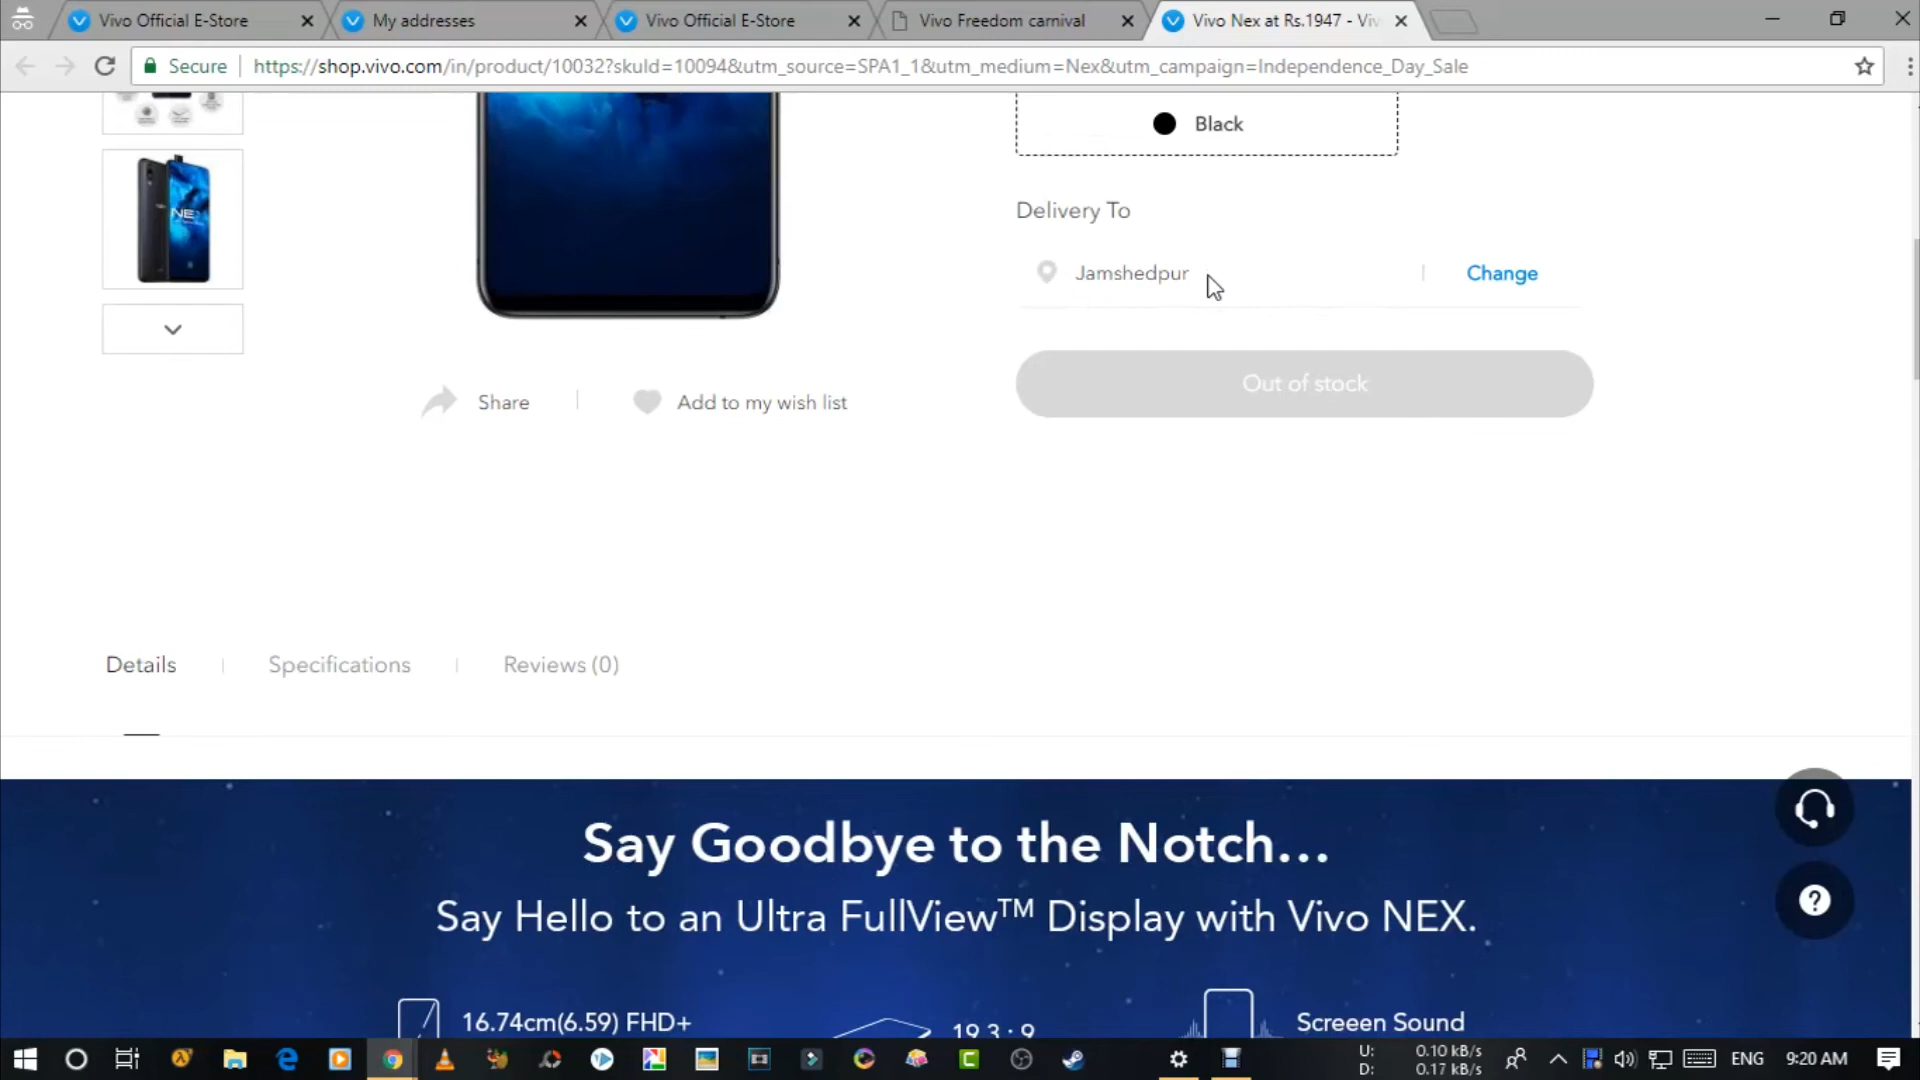 Vivo Official E-Store
My addresses
Vivo Official E-Store
Vivo Freedom carnival
Vivo Nex at Rs.1947 - Viv
Secure
https://shop.vivo.com/in/product/10032?skuId=10094&utm_source=SPA1_1&utm_medium=Nex&utm_campaign=Independence_Day_Sale
Black
Delivery To
Jamshedpur
Change
Out of stock
Share
Add to my wish list
Details
Specifications
Reviews (0)
Say Goodbye to the Notch...
Say Hello to an Ultra FullView™ Display with Vivo NEX.
16.74cm(6.59) FHD+
19.3:9
Screeen Sound
U: 0.10 kB/s
D: 0.17 kB/s
ENG
9:20 AM